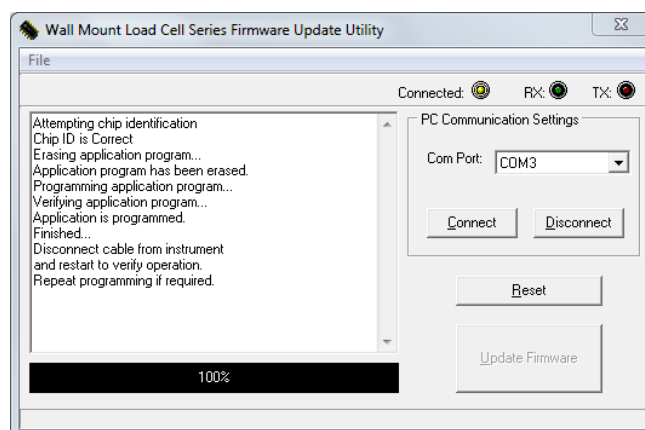 Wall Mount Load Cell Series Firmware Update Utility
File
Connected: RX: TX:
Attempting chip identification
Chip ID is Correct
Erasing application program...
Application program has been erased.
Programming application program...
Verifying application program...
Application is programmed.
Finished...
Disconnect cable from instrument
and restart to verify operation.
Repeat programming if required.
100%
PC Communication Settings
Com Port: COM3
Connect Disconnect
Reset
Update Firmware